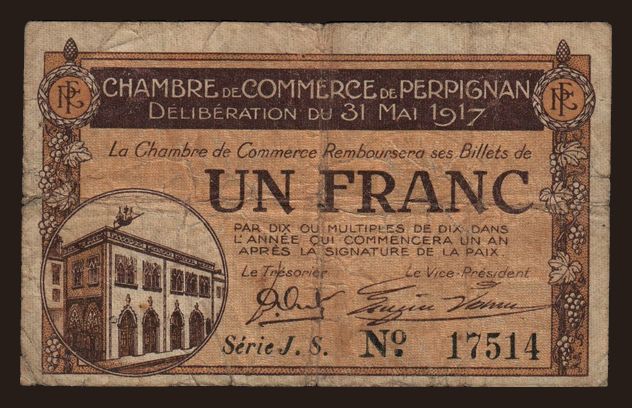 CHAMBRE DE COMMERCE DE PERPIGNAN
DÉLIBÉRATION DU 31 MAI 1917
La Chambre de Commerce Remboursera ses Billets de
UN FRANC
PAR DIX OU MULTIPLES DE DIX DANS
L'ANNÉE QUI COMMENCERA UN AN
APRÈS LA SIGNATURE DE LA PAIX.
Le Trésorier Le Vice-Président
Série J. S. No. 17514